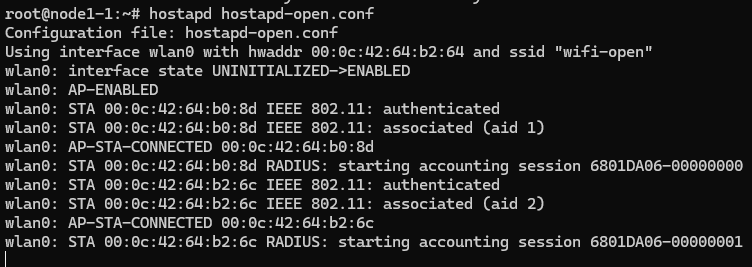 root@node1-1:~# hostapd hostapd-open.conf
Configuration file: hostapd-open.conf
Using interface wlan0 with hwaddr 00:0c:42:64:b2:64 and ssid "wifi-open"
wlan0: interface state UNINITIALIZED->ENABLED
wlan0: AP-ENABLED
wlan0: STA 00:0c:42:64:b0:8d IEEE 802.11: authenticated
wlan0: STA 00:0c:42:64:b0:8d IEEE 802.11: associated (aid 1)
wlan0: AP-STA-CONNECTED 00:0c:42:64:b0:8d
wlan0: STA 00:0c:42:64:b0:8d RADIUS: starting accounting session 6801DA06-00000000
wlan0: STA 00:0c:42:64:b2:6c IEEE 802.11: authenticated
wlan0: STA 00:0c:42:64:b2:6c IEEE 802.11: associated (aid 2)
wlan0: AP-STA-CONNECTED 00:0c:42:64:b2:6c
wlan0: STA 00:0c:42:64:b2:6c RADIUS: starting accounting session 6801DA06-00000001